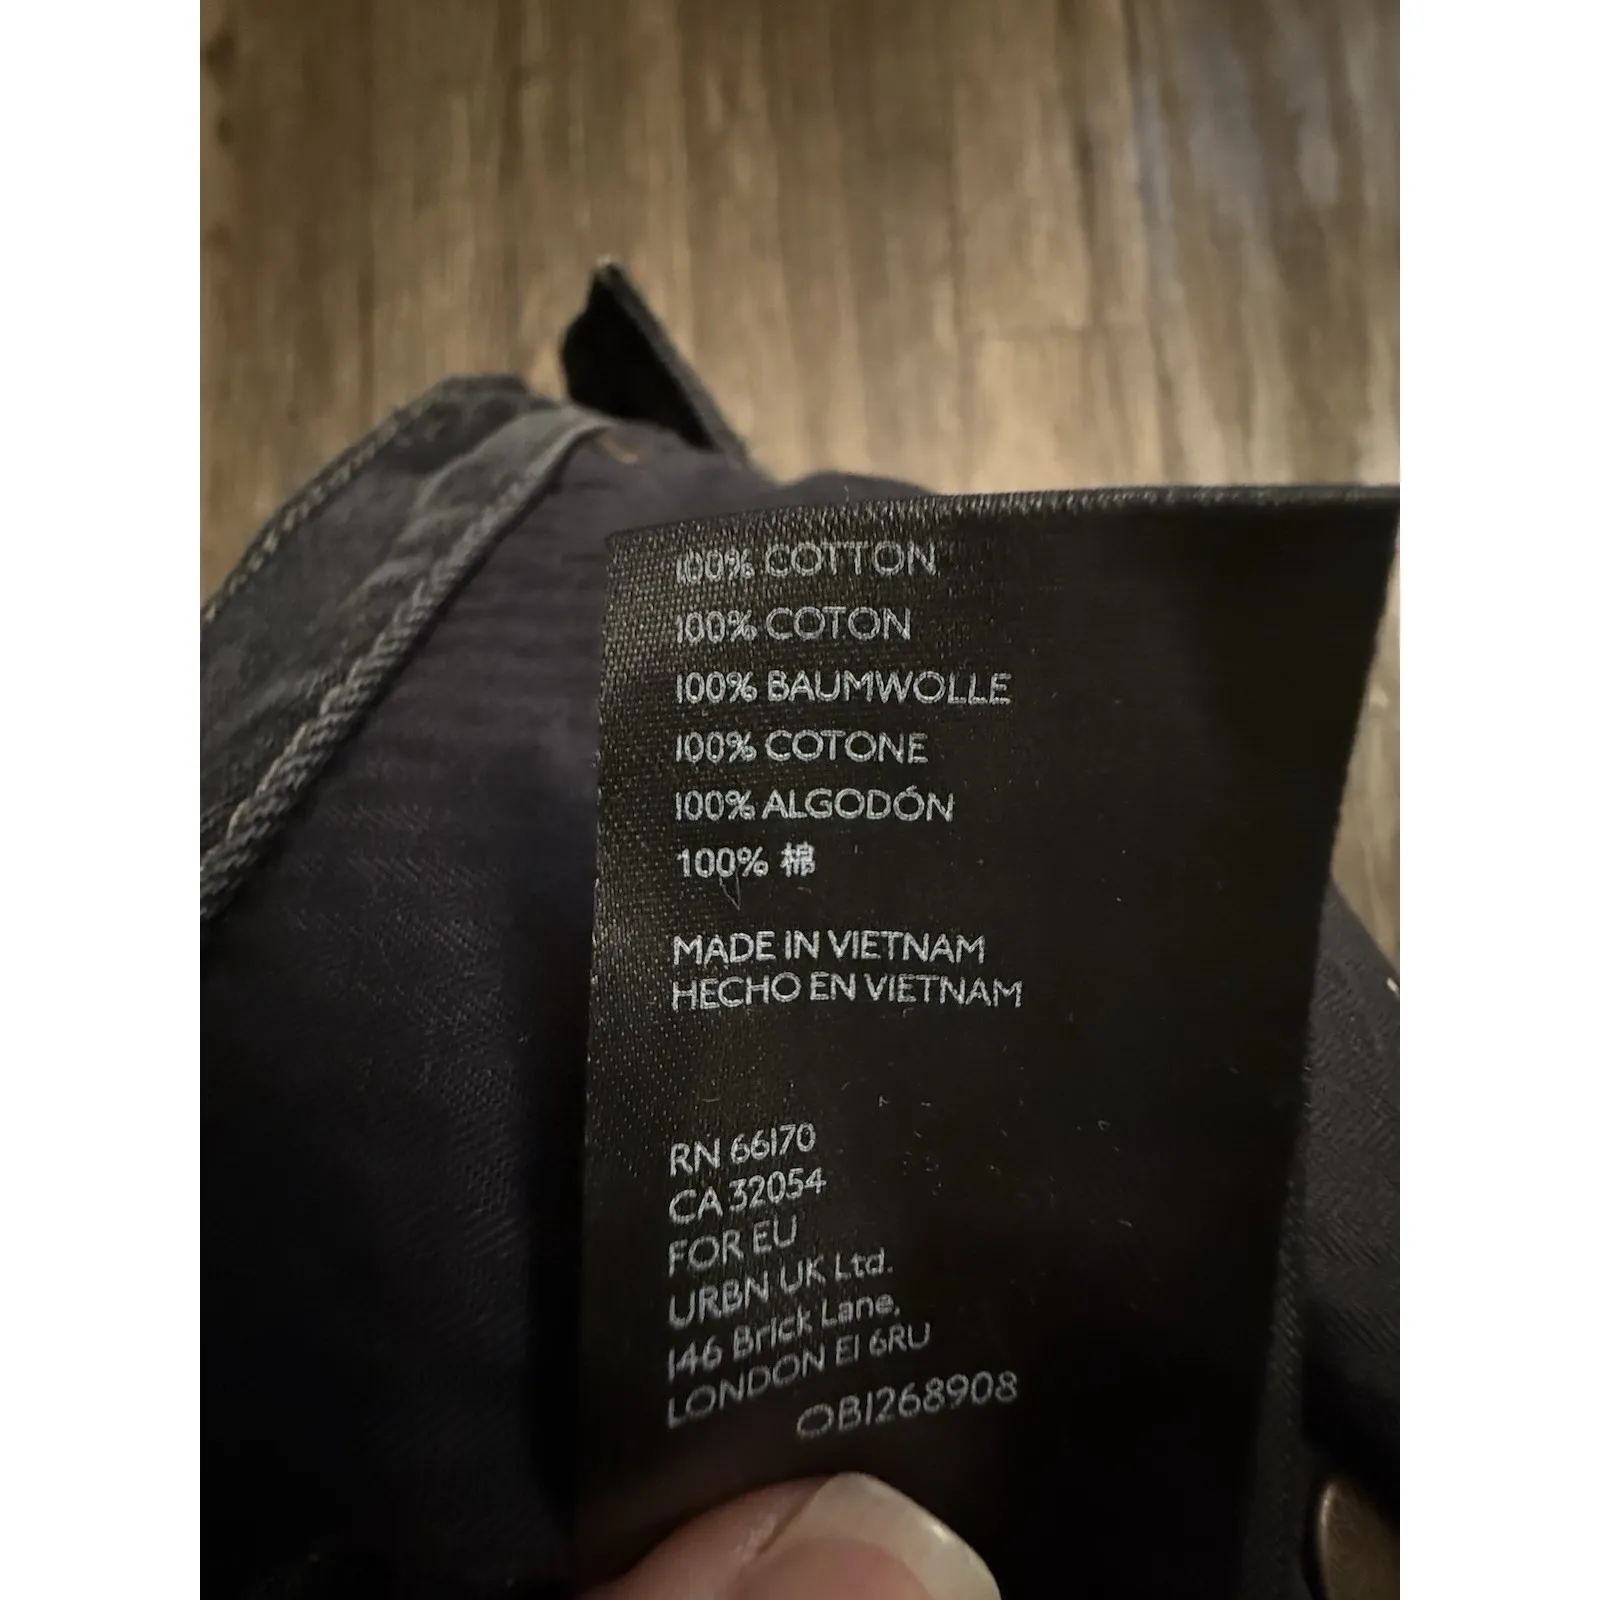 100% COTTON
100% COTON
100% BAUMWOLLE
100% COTONE
100% ALGODÓN
100% 棉
MADE IN VIETNAM
HECHO EN VIETNAM
RN 66170
CA 32054
FOR EU
URBN UK Ltd.
146 Brick Lane,
LONDON E1 6RU
OB1268908